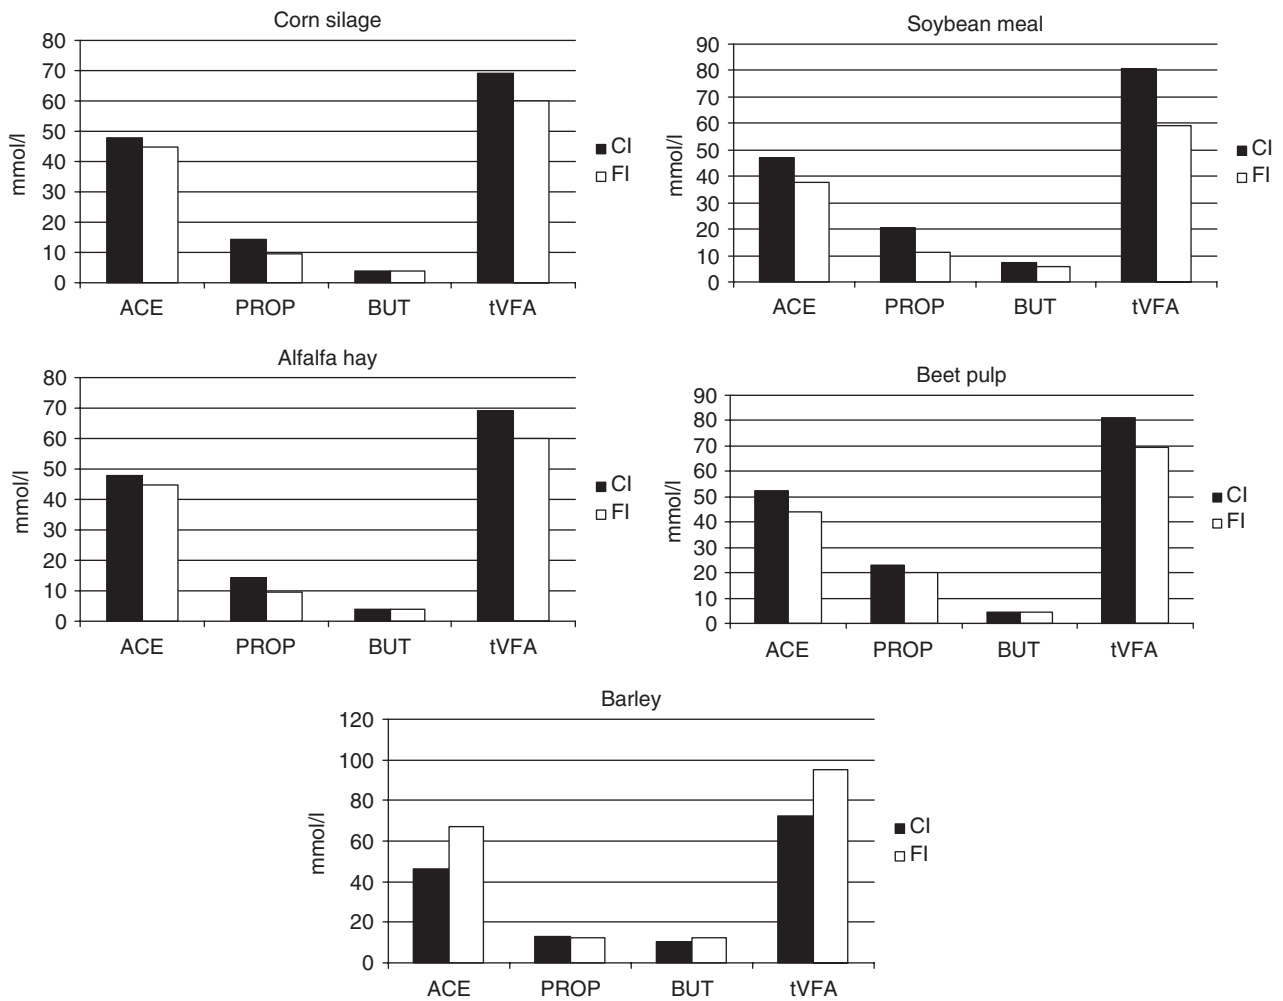 Corn silage
80
70
60
50
40
30
20
10
0
mmol/l
ACE PROP BUT tVFA
CI
FI
Soybean meal
90
80
70
60
50
40
30
20
10
0
mmol/l
ACE PROP BUT tVFA
CI
FI
Alfalfa hay
80
70
60
50
40
30
20
10
0
mmol/l
ACE PROP BUT tVFA
CI
FI
Beet pulp
90
80
70
60
50
40
30
20
10
0
mmol/l
ACE PROP BUT tVFA
CI
FI
Barley
120
100
80
60
40
20
0
mmol/l
ACE PROP BUT tVFA
CI
FI